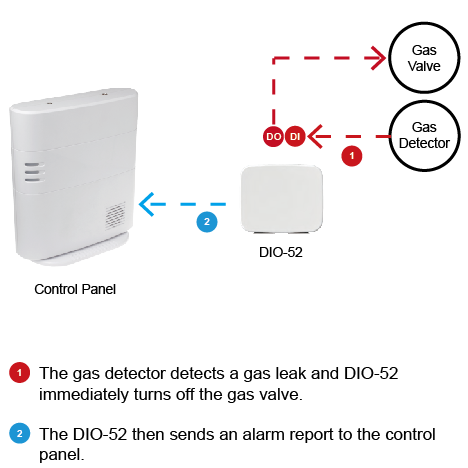 Gas
Valve
Gas
Detector
DO DI
1
2
DIO-52
Control Panel
1 The gas detector detects a gas leak and DIO-52
immediately turns off the gas valve.
2 The DIO-52 then sends an alarm report to the control
panel.